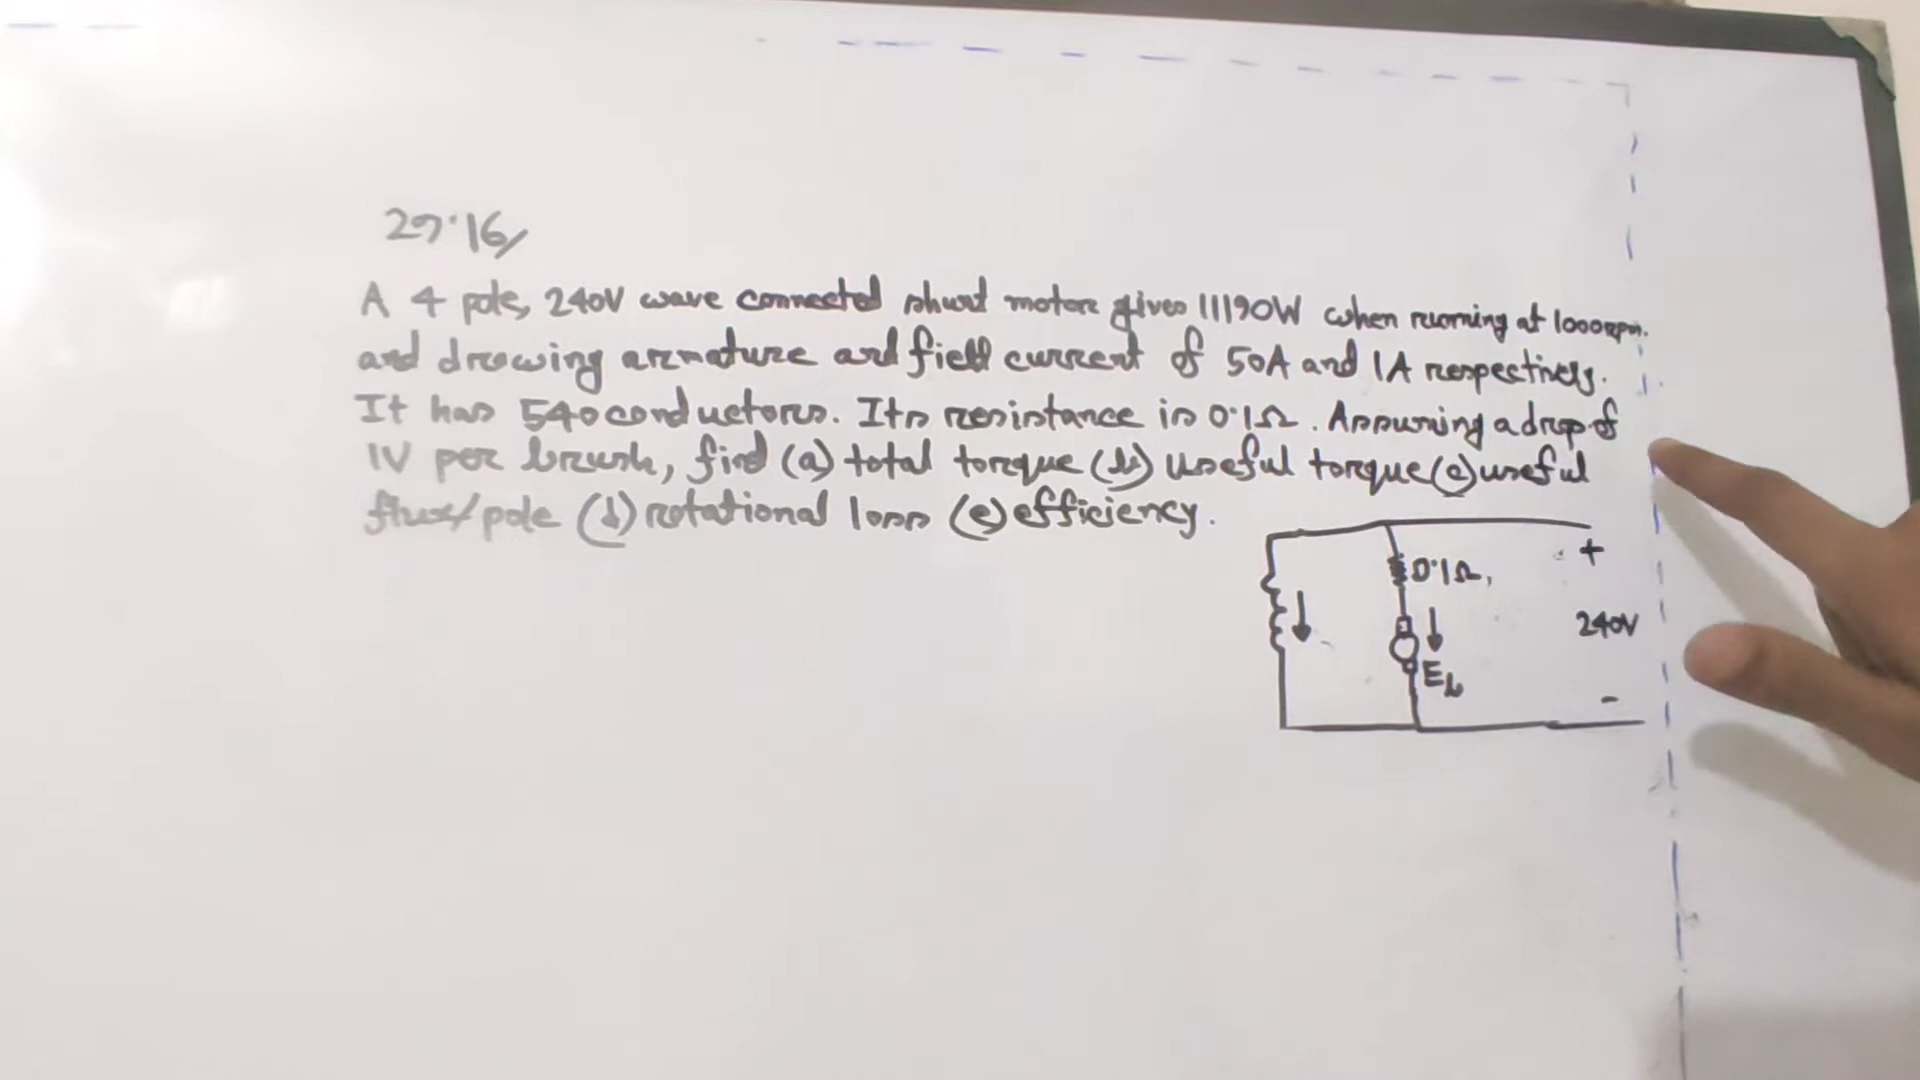 29.16/
A 4 pole, 240V wave connected shunt motor gives 11190W when running at 1000rpm.
and drawing armature and field current of 50A and 1A respectively.
It has 540 conductors. Its resistance is 0.1Ω. Assuming a drop of
1V per brush, find (a) total torque (b) useful torque (c) useful
flux/pole (d) rotational loss (e) efficiency.
0.1Ω,
+
240V
Eb
-